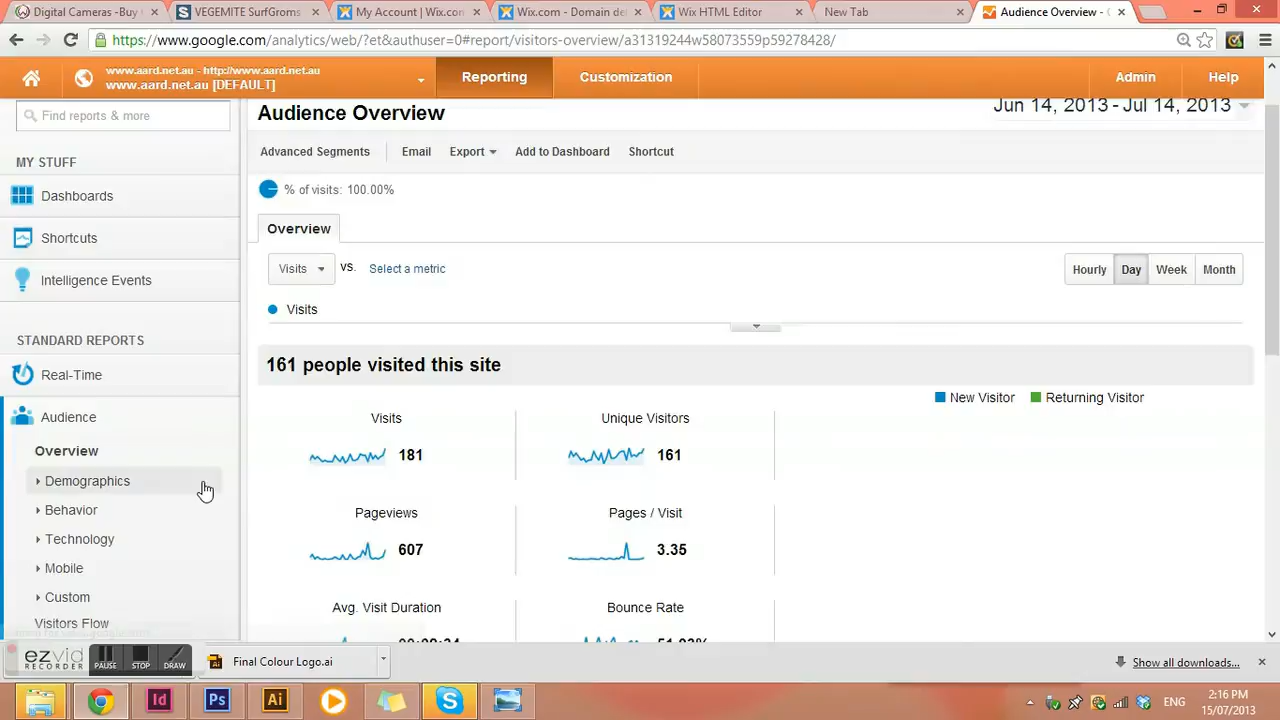 Digital Cameras -Buy
VEGEMITE SurfGroms
My Account | Wix.con
Wix.com - Domain de
Wix HTML Editor
New Tab
Audience Overview -
https://www.google.com/analytics/web/?et&authuser=0#report/visitors-overview/a31319244w58073559p59278428/
www.aard.net.au - http://www.aard.net.au
www.aard.net.au [DEFAULT]
Reporting
Customization
Admin
Help
Find reports & more
MY STUFF
Dashboards
Shortcuts
Intelligence Events
STANDARD REPORTS
Real-Time
Audience
Overview
Demographics
Behavior
Technology
Mobile
Custom
Visitors Flow
Audience Overview
Jun 14, 2013 - Jul 14, 2013
Advanced Segments
Email
Export
Add to Dashboard
Shortcut
% of visits: 100.00%
Overview
Visits
vs.
Select a metric
Hourly
Day
Week
Month
Visits
161 people visited this site
New Visitor
Returning Visitor
Visits
181
Unique Visitors
161
Pageviews
607
Pages / Visit
3.35
Avg. Visit Duration
Bounce Rate
ezvid
RECORDER
PAUSE
STOP
DRAW
Final Colour Logo.ai
Show all downloads...
Id
Ps
Ai
ENG
2:16 PM
15/07/2013